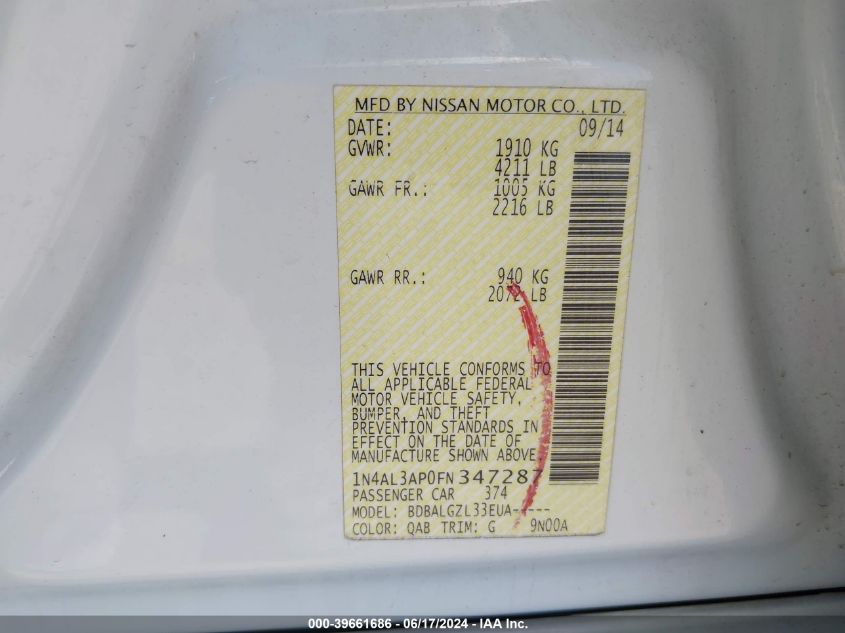 MFD BY NISSAN MOTOR CO., LTD.
DATE: 09/14
GVWR: 1910 KG
4211 LB
GAWR FR.: 1005 KG
2216 LB
GAWR RR.: 940 KG
2072 LB
THIS VEHICLE CONFORMS TO
ALL APPLICABLE FEDERAL
MOTOR VEHICLE SAFETY,
BUMPER, AND THEFT
PREVENTION STANDARDS IN
EFFECT ON THE DATE OF
MANUFACTURE SHOWN ABOVE.
1N4AL3AP0FN347287
PASSENGER CAR 374
MODEL: BDBALGZL33EUA-----
COLOR: QAB TRIM: G 9N00A
000-39661686 - 06/17/2024 - IAA Inc.